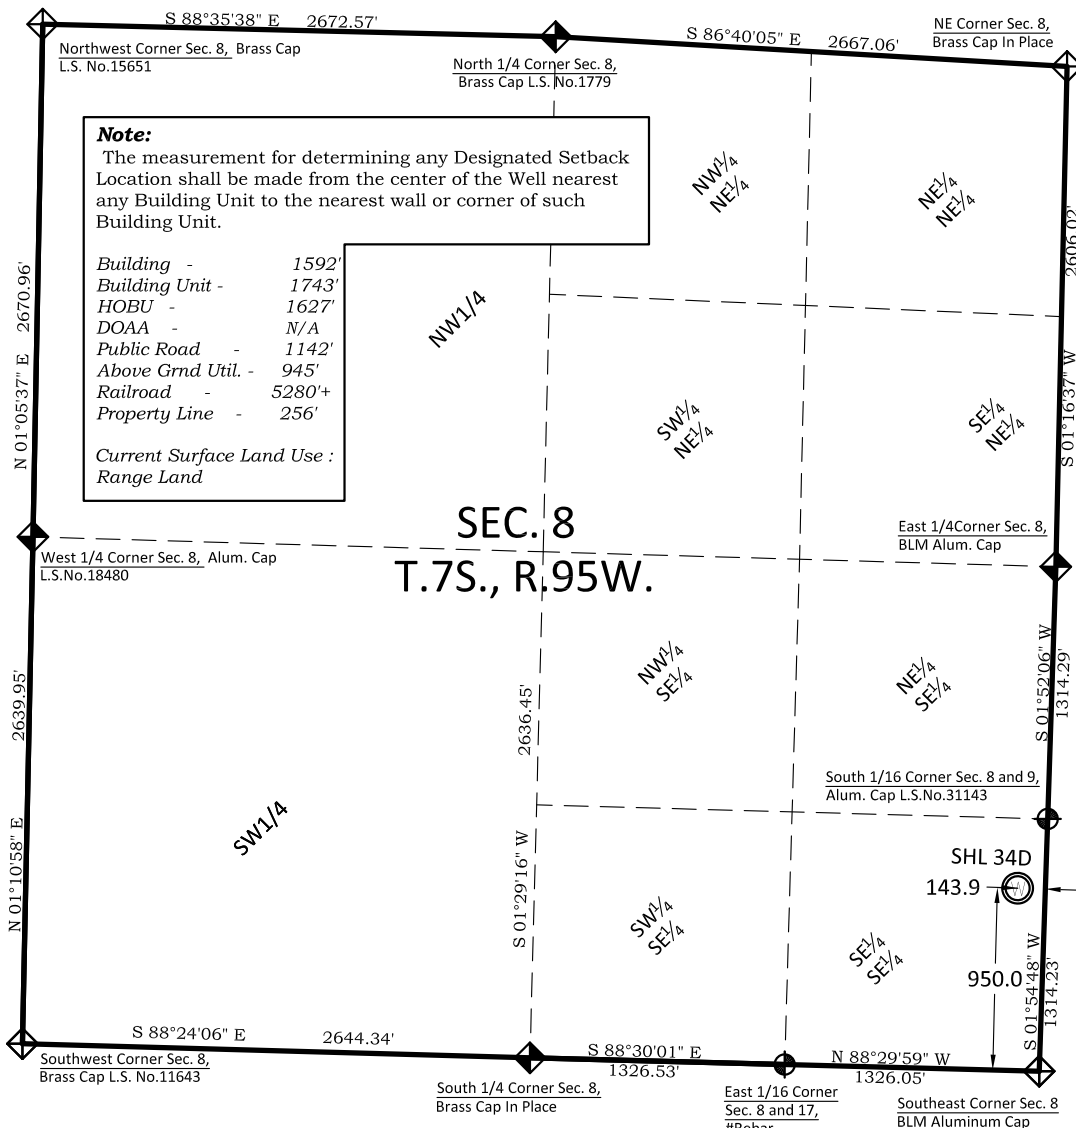 S 88°35'38" E 2672.57'
S 86°40'05" E 2667.06'
NE Corner Sec. 8,
Brass Cap In Place
Northwest Corner Sec. 8, Brass Cap
L.S. No.15651
North 1/4 Corner Sec. 8,
Brass Cap L.S. No.1779
Note:
The measurement for determining any Designated Setback
Location shall be made from the center of the Well nearest
any Building Unit to the nearest wall or corner of such
Building Unit.
Building - 1592'
Building Unit - 1743'
HOBU - 1627'
DOAA - N/A
Public Road - 1142'
Above Grnd Util. - 945'
Railroad - 5280'+
Property Line - 256'
Current Surface Land Use :
Range Land
NW1/4
NE1/4
NE1/4
NE1/4
N 01°05'37" E 2670.96'
NW1/4
S 01°16'37" W 2606.02'
SW1/4
NE1/4
SE1/4
NE1/4
SEC. 8
T.7S., R.95W.
East 1/4Corner Sec. 8,
BLM Alum. Cap
West 1/4 Corner Sec. 8, Alum. Cap
L.S.No.18480
NW1/4
SE1/4
NE1/4
SE1/4
S 01°52'06" W
1314.29'
N 01°10'58" E 2639.95'
S 01°29'16" W 2636.45'
South 1/16 Corner Sec. 8 and 9,
Alum. Cap L.S.No.31143
SW1/4
SHL 34D
143.9
SW1/4
SE1/4
SE1/4
SE1/4
950.0
S 01°54'48" W
1314.23'
S 88°24'06" E 2644.34'
S 88°30'01" E
1326.53'
N 88°29'59" W
1326.05'
Southwest Corner Sec. 8,
Brass Cap L.S. No.11643
South 1/4 Corner Sec. 8,
Brass Cap In Place
East 1/16 Corner
Sec. 8 and 17,
#Rebar
Southeast Corner Sec. 8
BLM Aluminum Cap